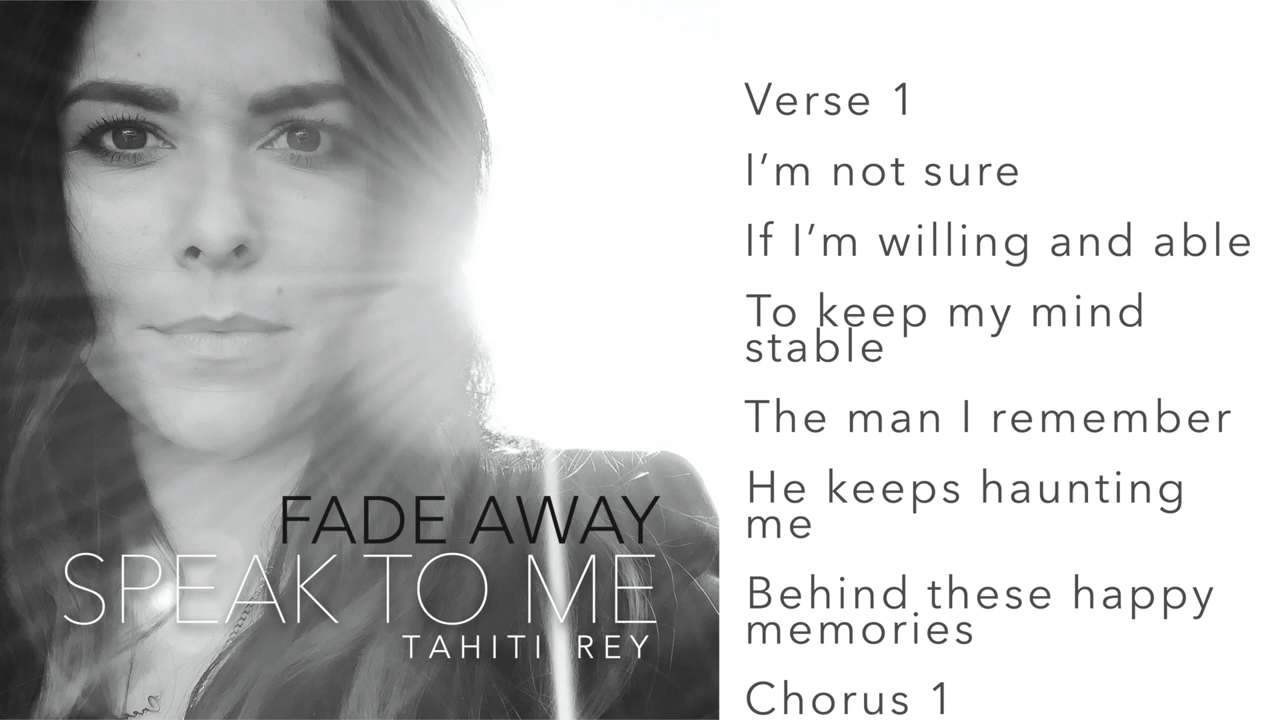 FADE AWAY
SPEAK TO ME
TAHITI REY
Verse 1
I’m not sure
If I’m willing and able
To keep my mind
stable
The man I remember
He keeps haunting
me
Behind these happy
memories
Chorus 1